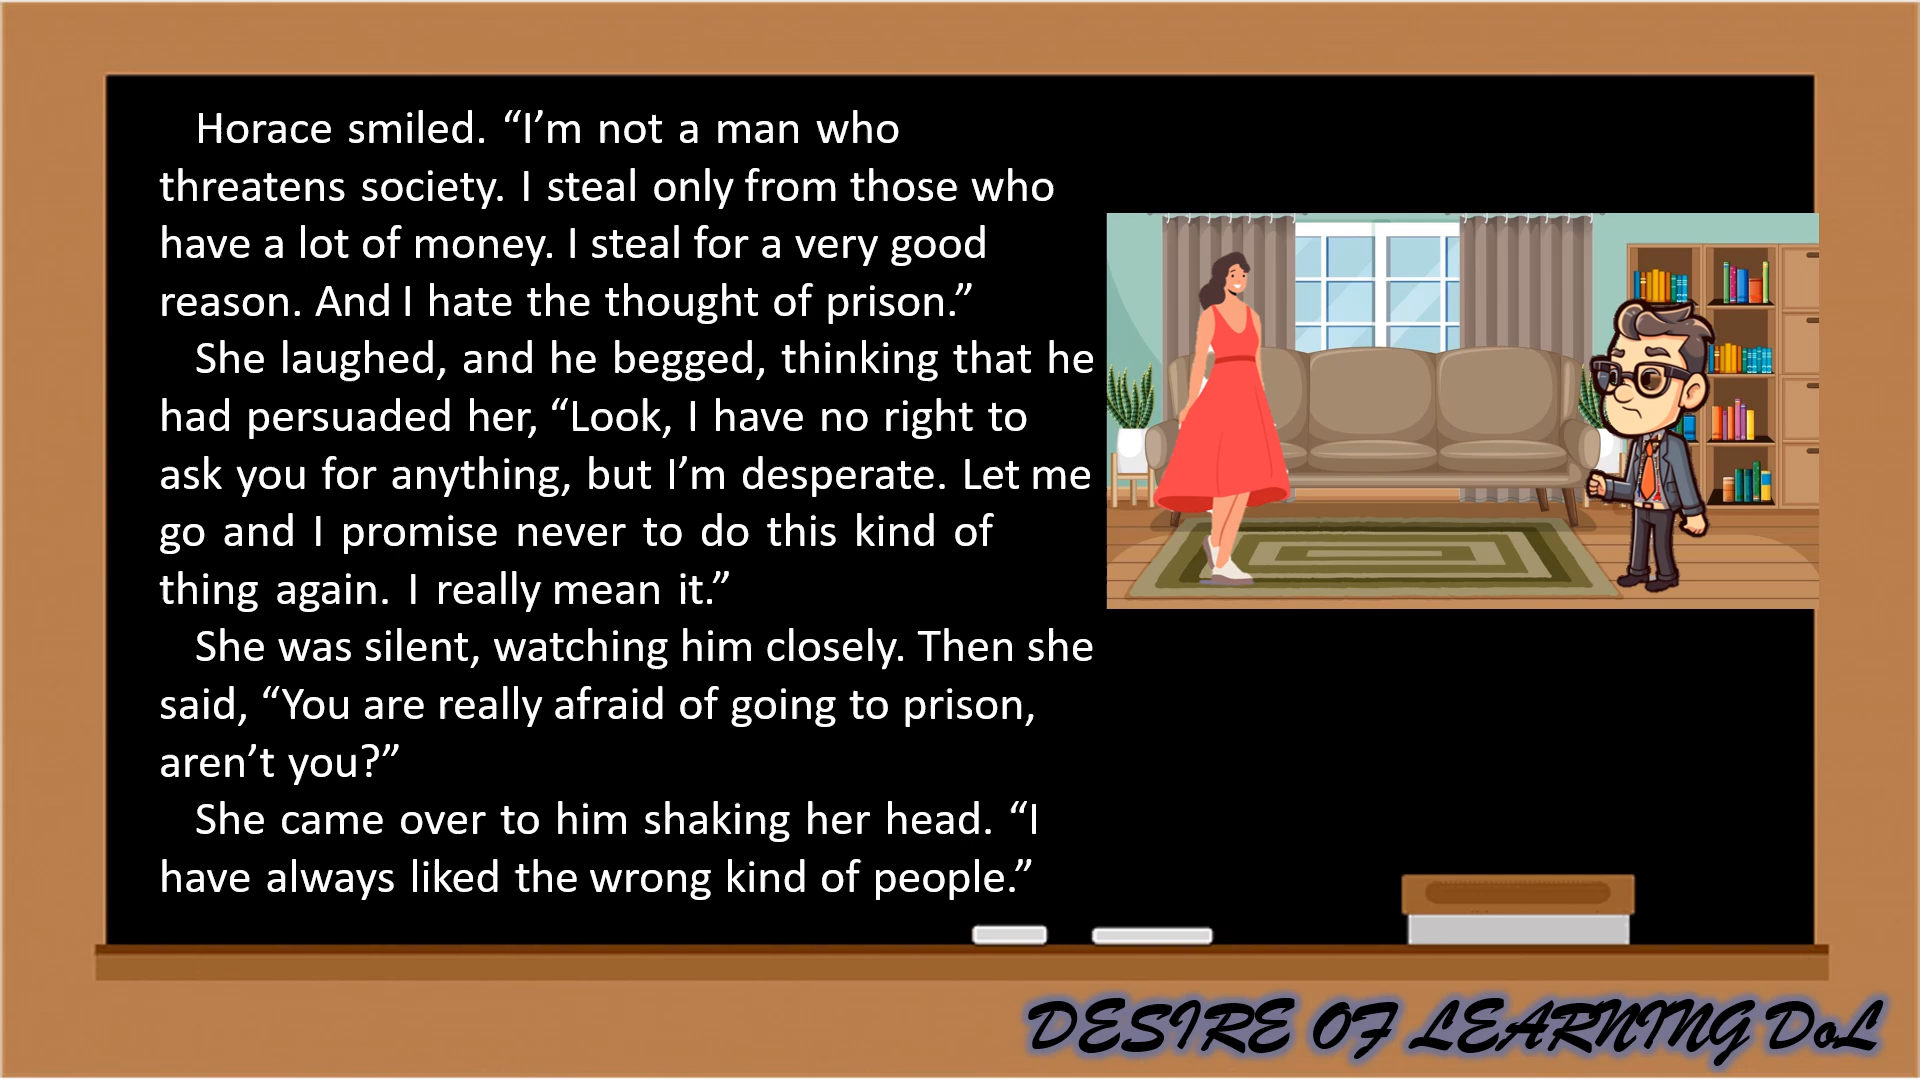 Horace smiled. “I’m not a man who
threatens society. I steal only from those who
have a lot of money. I steal for a very good
reason. And I hate the thought of prison.”
She laughed, and he begged, thinking that he
had persuaded her, “Look, I have no right to
ask you for anything, but I’m desperate. Let me
go and I promise never to do this kind of
thing again. I really mean it.”
She was silent, watching him closely. Then she
said, “You are really afraid of going to prison,
aren’t you?”
She came over to him shaking her head. “I
have always liked the wrong kind of people.”
DESIRE OF LEARNING DoL